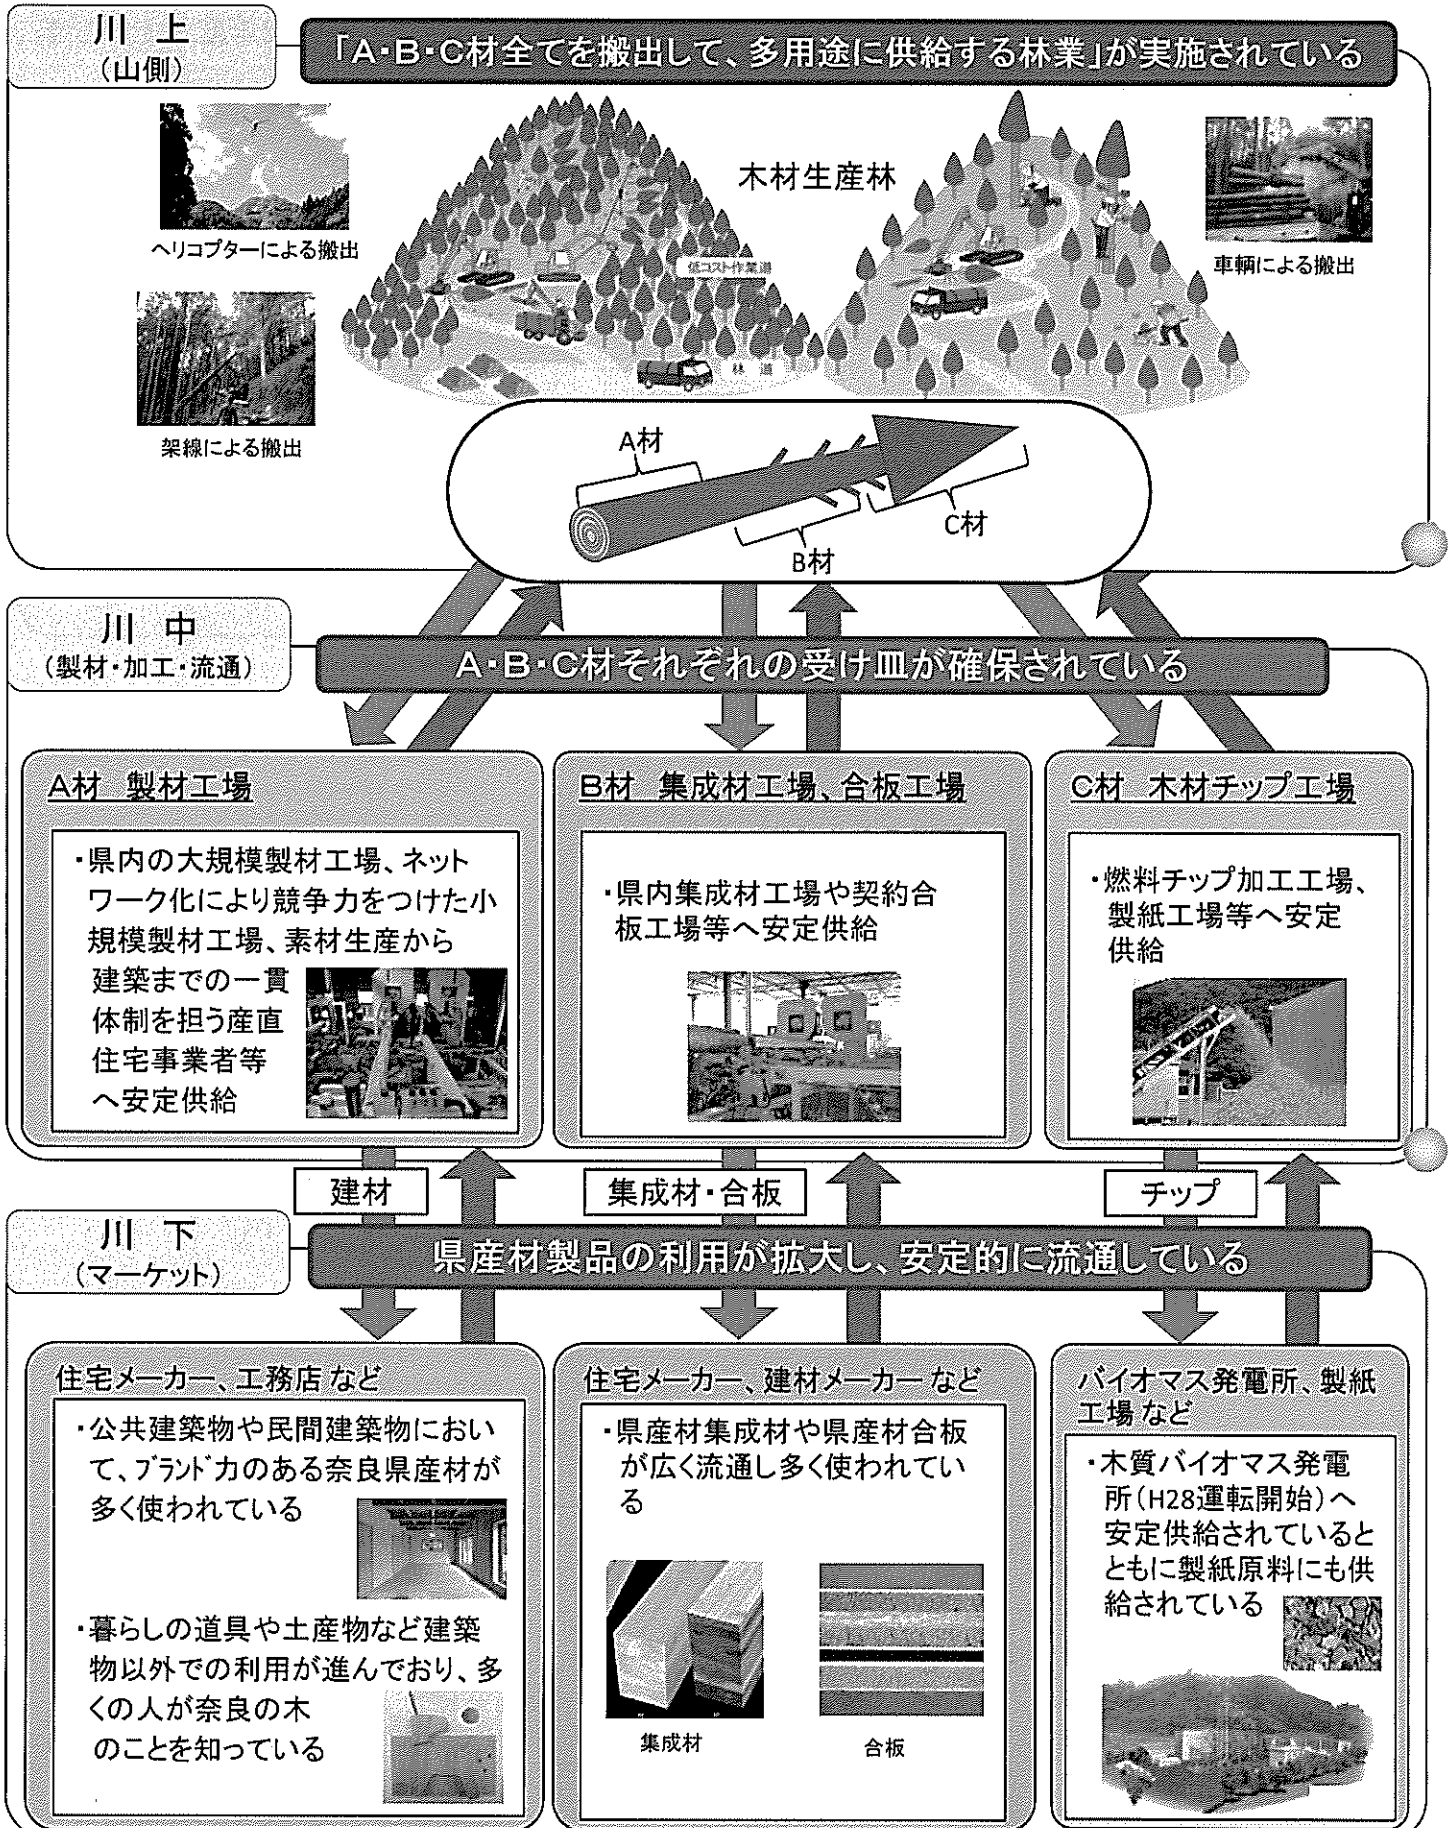 川上
(山側)
「A・B・C材全てを搬出して、多用途に供給する林業」が実施されている
木材生産林
ヘリコプターによる搬出
低コスト作業道
車輌による搬出
林道
架線による搬出
A材
C材
B材
川中
(製材・加工・流通)
A・B・C材それぞれの受け皿が確保されている
A材 製材工場
・県内の大規模製材工場、ネット
ワーク化により競争力をつけた小
規模製材工場、素材生産から
建築までの一貫
体制を担う産直
住宅事業者等
へ安定供給
B材 集成材工場、合板工場
・県内集成材工場や契約合
板工場等へ安定供給
C材 木材チップ工場
・燃料チップ加工工場、
製紙工場等へ安定
供給
建材
集成材・合板
チップ
川下
(マーケット)
県産材製品の利用が拡大し、安定的に流通している
住宅メーカー、工務店など
・公共建築物や民間建築物におい
て、ブランド力のある奈良県産材が
多く使われている
・暮らしの道具や土産物など建築
物以外での利用が進んでおり、多
くの人が奈良の木
のことを知っている
住宅メーカー、建材メーカーなど
・県産材集成材や県産材合板
が広く流通し多く使われてい
る
集成材
合板
バイオマス発電所、製紙
工場など
・木質バイオマス発電
所(H28運転開始)へ
安定供給されていると
ともに製紙原料にも供
給されている